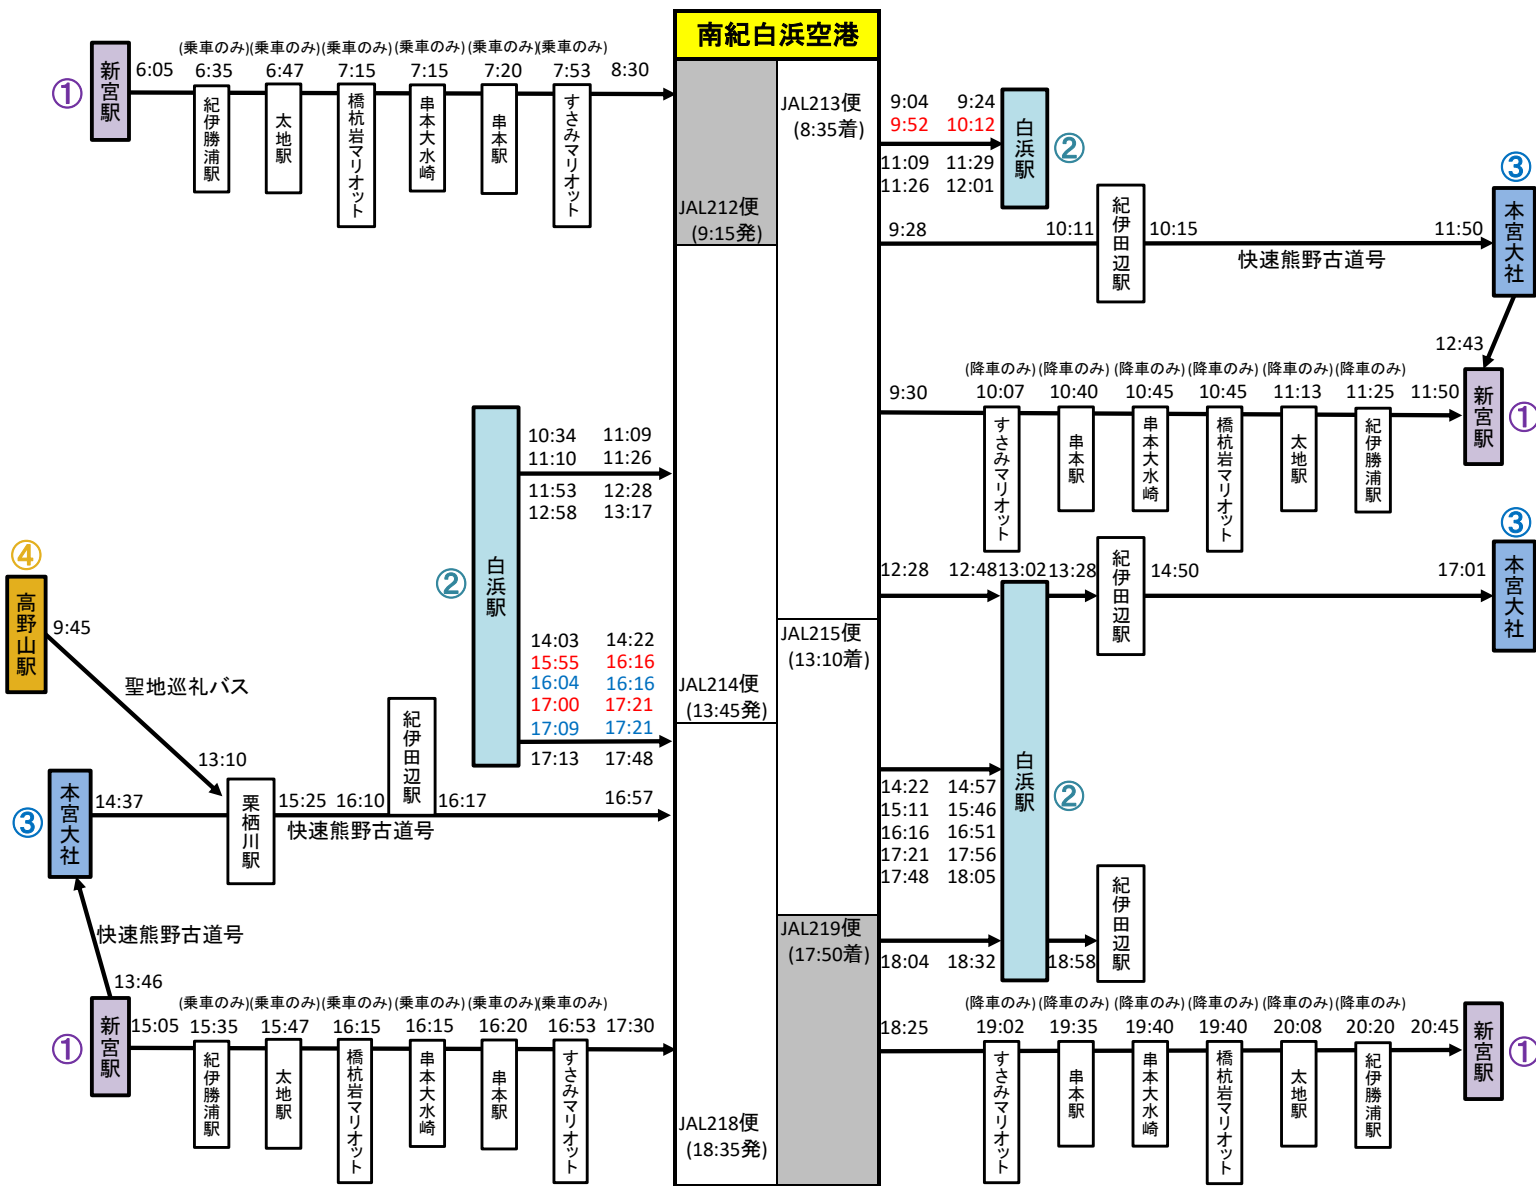 南紀白浜空港
(乗車のみ)(乗車のみ)(乗車のみ)(乗車のみ)(乗車のみ)(乗車のみ)
6:05 6:35 6:47 7:15 7:15 7:20 7:53 8:30
①
新宮駅
紀伊勝浦駅
太地駅
橋杭岩マリオット
串本大水崎
串本駅
すさみマリオット
JAL212便
(9:15発)
JAL213便
(8:35着)
9:04 9:24
9:52 10:12
11:09 11:29
11:26 12:01
白浜駅
②
9:28 10:11
紀伊田辺駅
10:15 11:50
快速熊野古道号
③
本宮大社
12:43
(降車のみ)(降車のみ)(降車のみ)(降車のみ)(降車のみ)(降車のみ)
9:30 10:07 10:40 10:45 10:45 11:13 11:25 11:50
すさみマリオット
串本駅
串本大水崎
橋杭岩マリオット
太地駅
紀伊勝浦駅
新宮駅
①
②
白浜駅
10:34 11:09
11:10 11:26
11:53 12:28
12:58 13:17
14:03 14:22
15:55 16:16
16:04 16:16
17:00 17:21
17:09 17:21
17:13 17:48
JAL214便
(13:45発)
JAL215便
(13:10着)
12:28 12:48 13:02 13:28
紀伊田辺駅
14:50 17:01
③
本宮大社
④
高野山駅
9:45
聖地巡礼バス
13:10
③
本宮大社
14:37
栗栖川駅
15:25 16:10
紀伊田辺駅
16:17 16:57
快速熊野古道号
快速熊野古道号
13:46
白浜駅
②
14:22 14:57
15:11 15:46
16:16 16:51
17:21 17:56
17:48 18:05
JAL219便
(17:50着)
18:04 18:32 18:58
紀伊田辺駅
(乗車のみ)(乗車のみ)(乗車のみ)(乗車のみ)(乗車のみ)(乗車のみ)
15:05 15:35 15:47 16:15 16:15 16:20 16:53 17:30
①
新宮駅
紀伊勝浦駅
太地駅
橋杭岩マリオット
串本大水崎
串本駅
すさみマリオット
JAL218便
(18:35発)
(降車のみ)(降車のみ)(降車のみ)(降車のみ)(降車のみ)(降車のみ)
18:25 19:02 19:35 19:40 19:40 20:08 20:20 20:45
すさみマリオット
串本駅
串本大水崎
橋杭岩マリオット
太地駅
紀伊勝浦駅
新宮駅
①